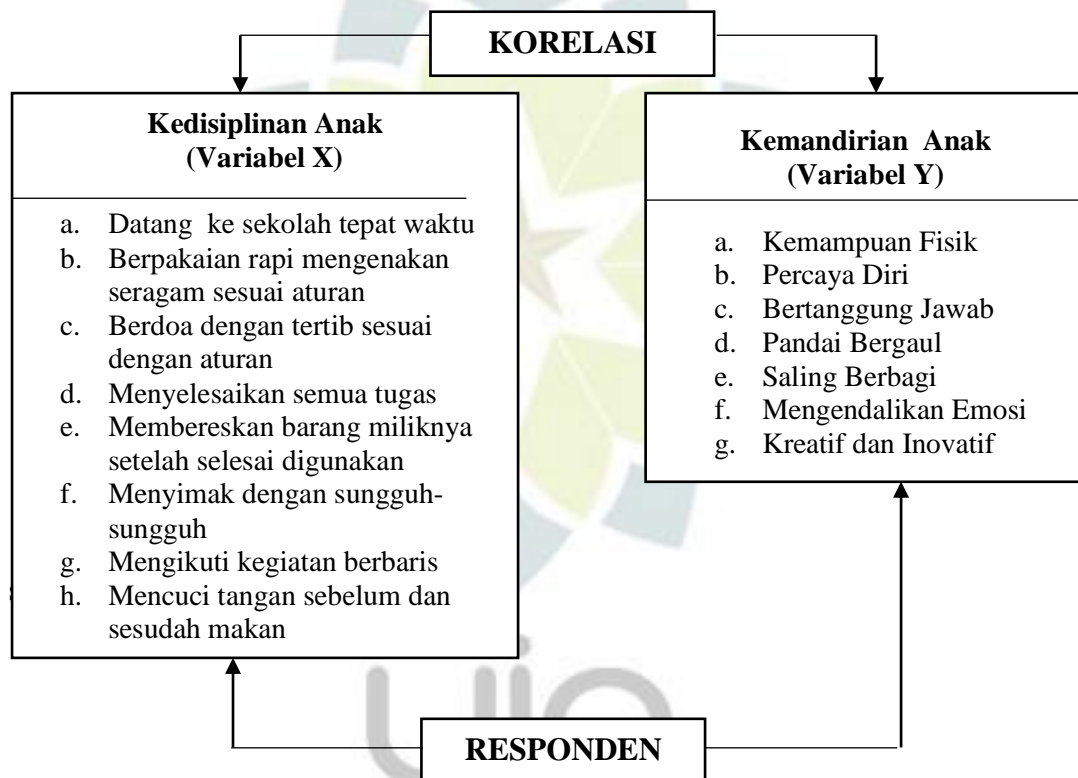 KORELASI
Kedisiplinan Anak
(Variabel X)
a. Datang ke sekolah tepat waktu
b. Berpakaian rapi mengenakan
seragam sesuai aturan
c. Berdoa dengan tertib sesuai
dengan aturan
d. Menyelesaikan semua tugas
e. Membereskan barang miliknya
setelah selesai digunakan
f. Menyimak dengan sungguh-
sungguh
g. Mengikuti kegiatan berbaris
h. Mencuci tangan sebelum dan
sesudah makan
Kemandirian Anak
(Variabel Y)
a. Kemampuan Fisik
b. Percaya Diri
c. Bertanggung Jawab
d. Pandai Bergaul
e. Saling Berbagi
f. Mengendalikan Emosi
g. Kreatif dan Inovatif
uin
RESPONDEN